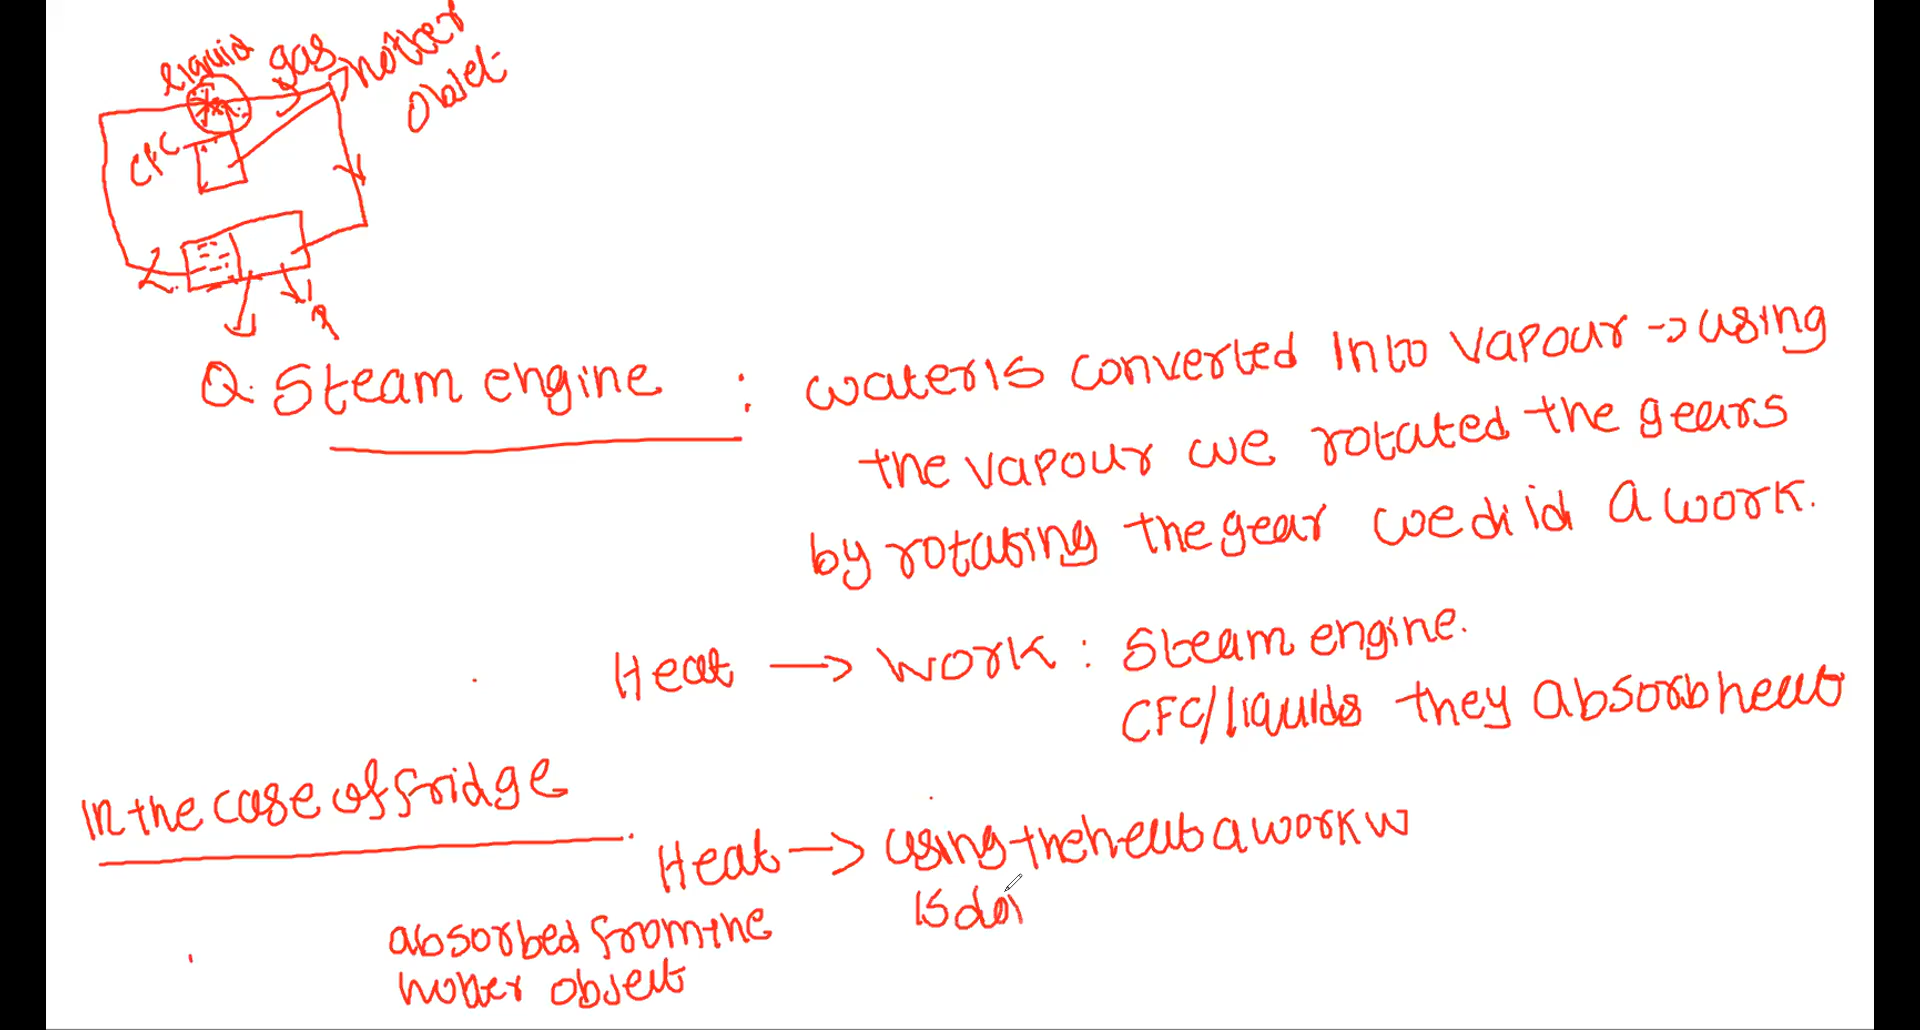 liquid gas hotter
Object
CFC
Q. Steam engine : water is converted into vapour → using
the vapour we rotated the gears
by rotating the gear we did a work.
Heat → work : Steam engine.
CFC/liquids they absorb heat
In the case of fridge
Heat → using the heat a work w
is don
absorbed from the
hotter object